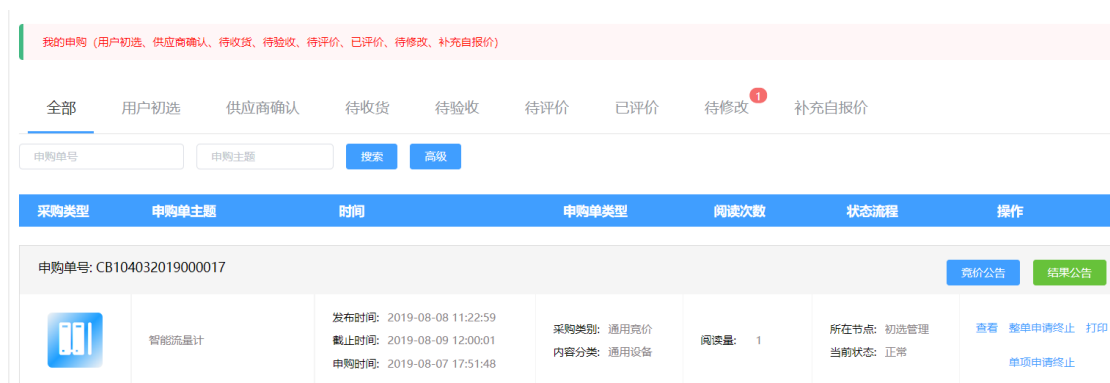 我的申购（用户初选、供应商确认、待收货、待验收、待评价、已评价、待修改、补充自报价）
全部 用户初选 供应商确认 待收货 待验收 待评价 已评价 待修改 1 补充自报价
申购单号 申购主题 搜索 高级
采购类型 申购单主题 时间 申购单类型 阅读次数 状态流程 操作
申购单号: CB104032019000017 竞价公告 结果公告
发布时间: 2019-08-08 11:22:59
智能流量计 截止时间: 2019-08-09 12:00:01
申购时间: 2019-08-07 17:51:48
采购类别: 通用竞价
内容分类: 通用设备
阅读量: 1
所在节点: 初选管理
当前状态: 正常
查看 整单申请终止 打印
单项申请终止